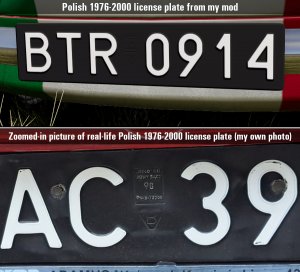 Polish 1976-2000 license plate from my mod
BTR 0914
Zoomed-in picture of real-life Polish 1976-2000 license plate (my own photo)
AC 39